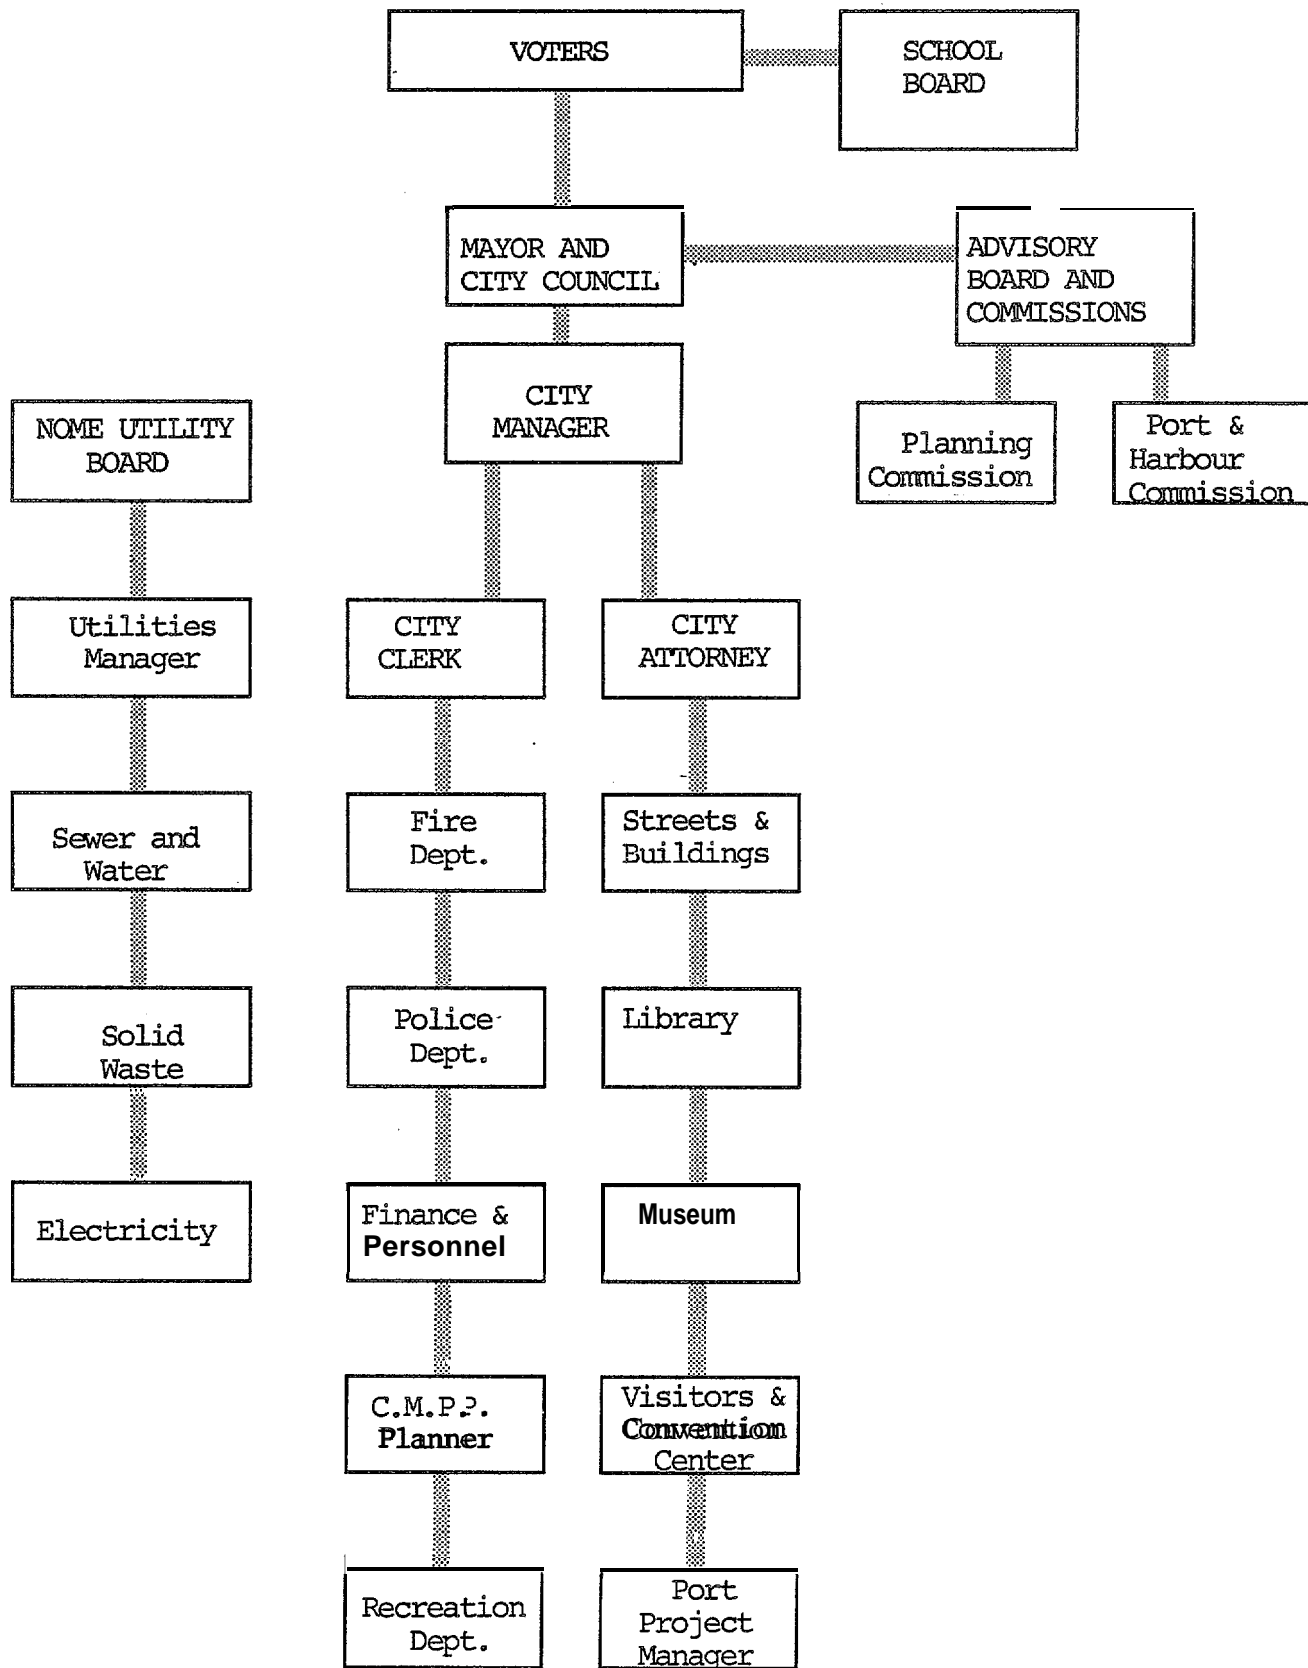 VOTERS
SCHOOL
BOARD
MAYOR AND
CITY COUNCIL
ADVISORY
BOARD AND
COMMISSIONS
CITY
MANAGER
Planning
Commission
Port &
Harbour
Commission
NOME UTILITY
BOARD
Utilities
Manager
Sewer and
Water
Solid
Waste
Electricity
CITY
CLERK
Fire
Dept.
Police
Dept.
Finance &
Personnel
C.M.P.P.
Planner
Recreation
Dept.
CITY
ATTORNEY
Streets &
Buildings
Library
Museum
Visitors &
Convention
Center
Port
Project
Manager